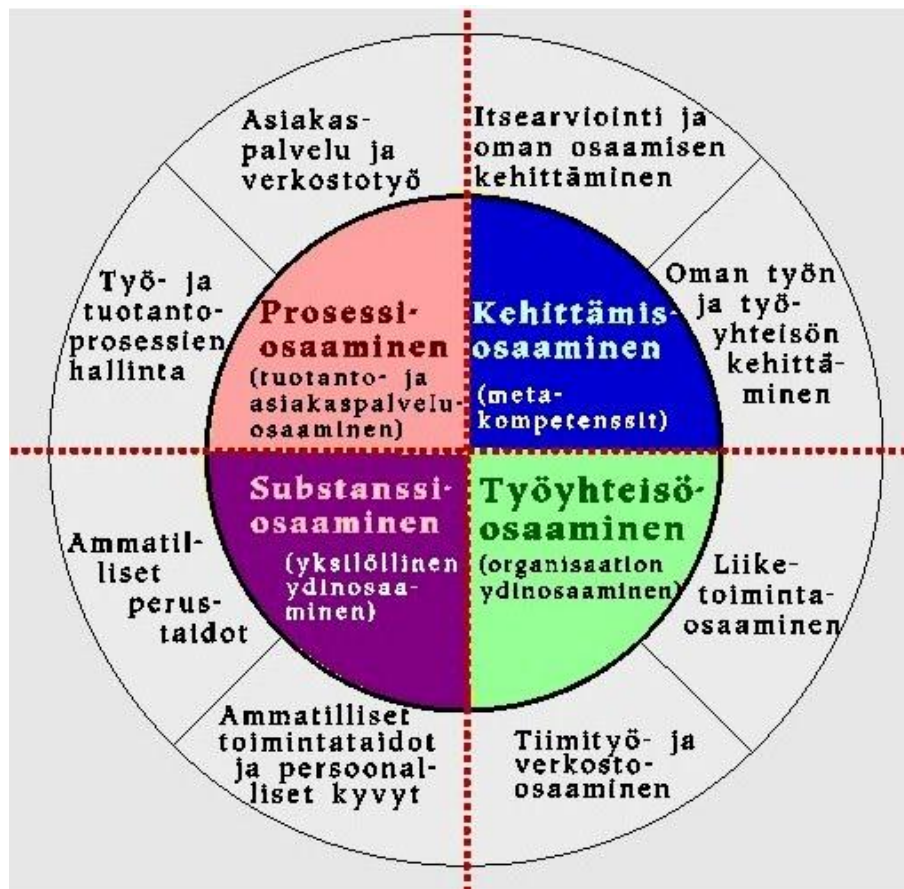 Asiakas-
palvelu ja
verkostotyö
Itsearviointi ja
oman osaamisen
kehittäminen
Työ- ja
tuotanto-
prosessien
hallinta
Prosessi-
osaaminen
(tuotanto- ja
asiakaspalvelu-
osaaminen)
Kehittämis-
osaaminen
(meta-
kompetenssit)
Oman työn
ja työ-
yhteisön
kehittä-
minen
Ammatil-
liset
perus-
taidot
Substanssi-
osaaminen
(yksilöllinen
ydinosaa-
minen)
Työyhteisö-
osaaminen
(organisaation
ydinosaaminen)
Liike-
toiminta-
osaaminen
Ammatilliset
toimintataidot
ja persoonal-
liset kyvyt
Tiimityö- ja
verkosto-
osaaminen